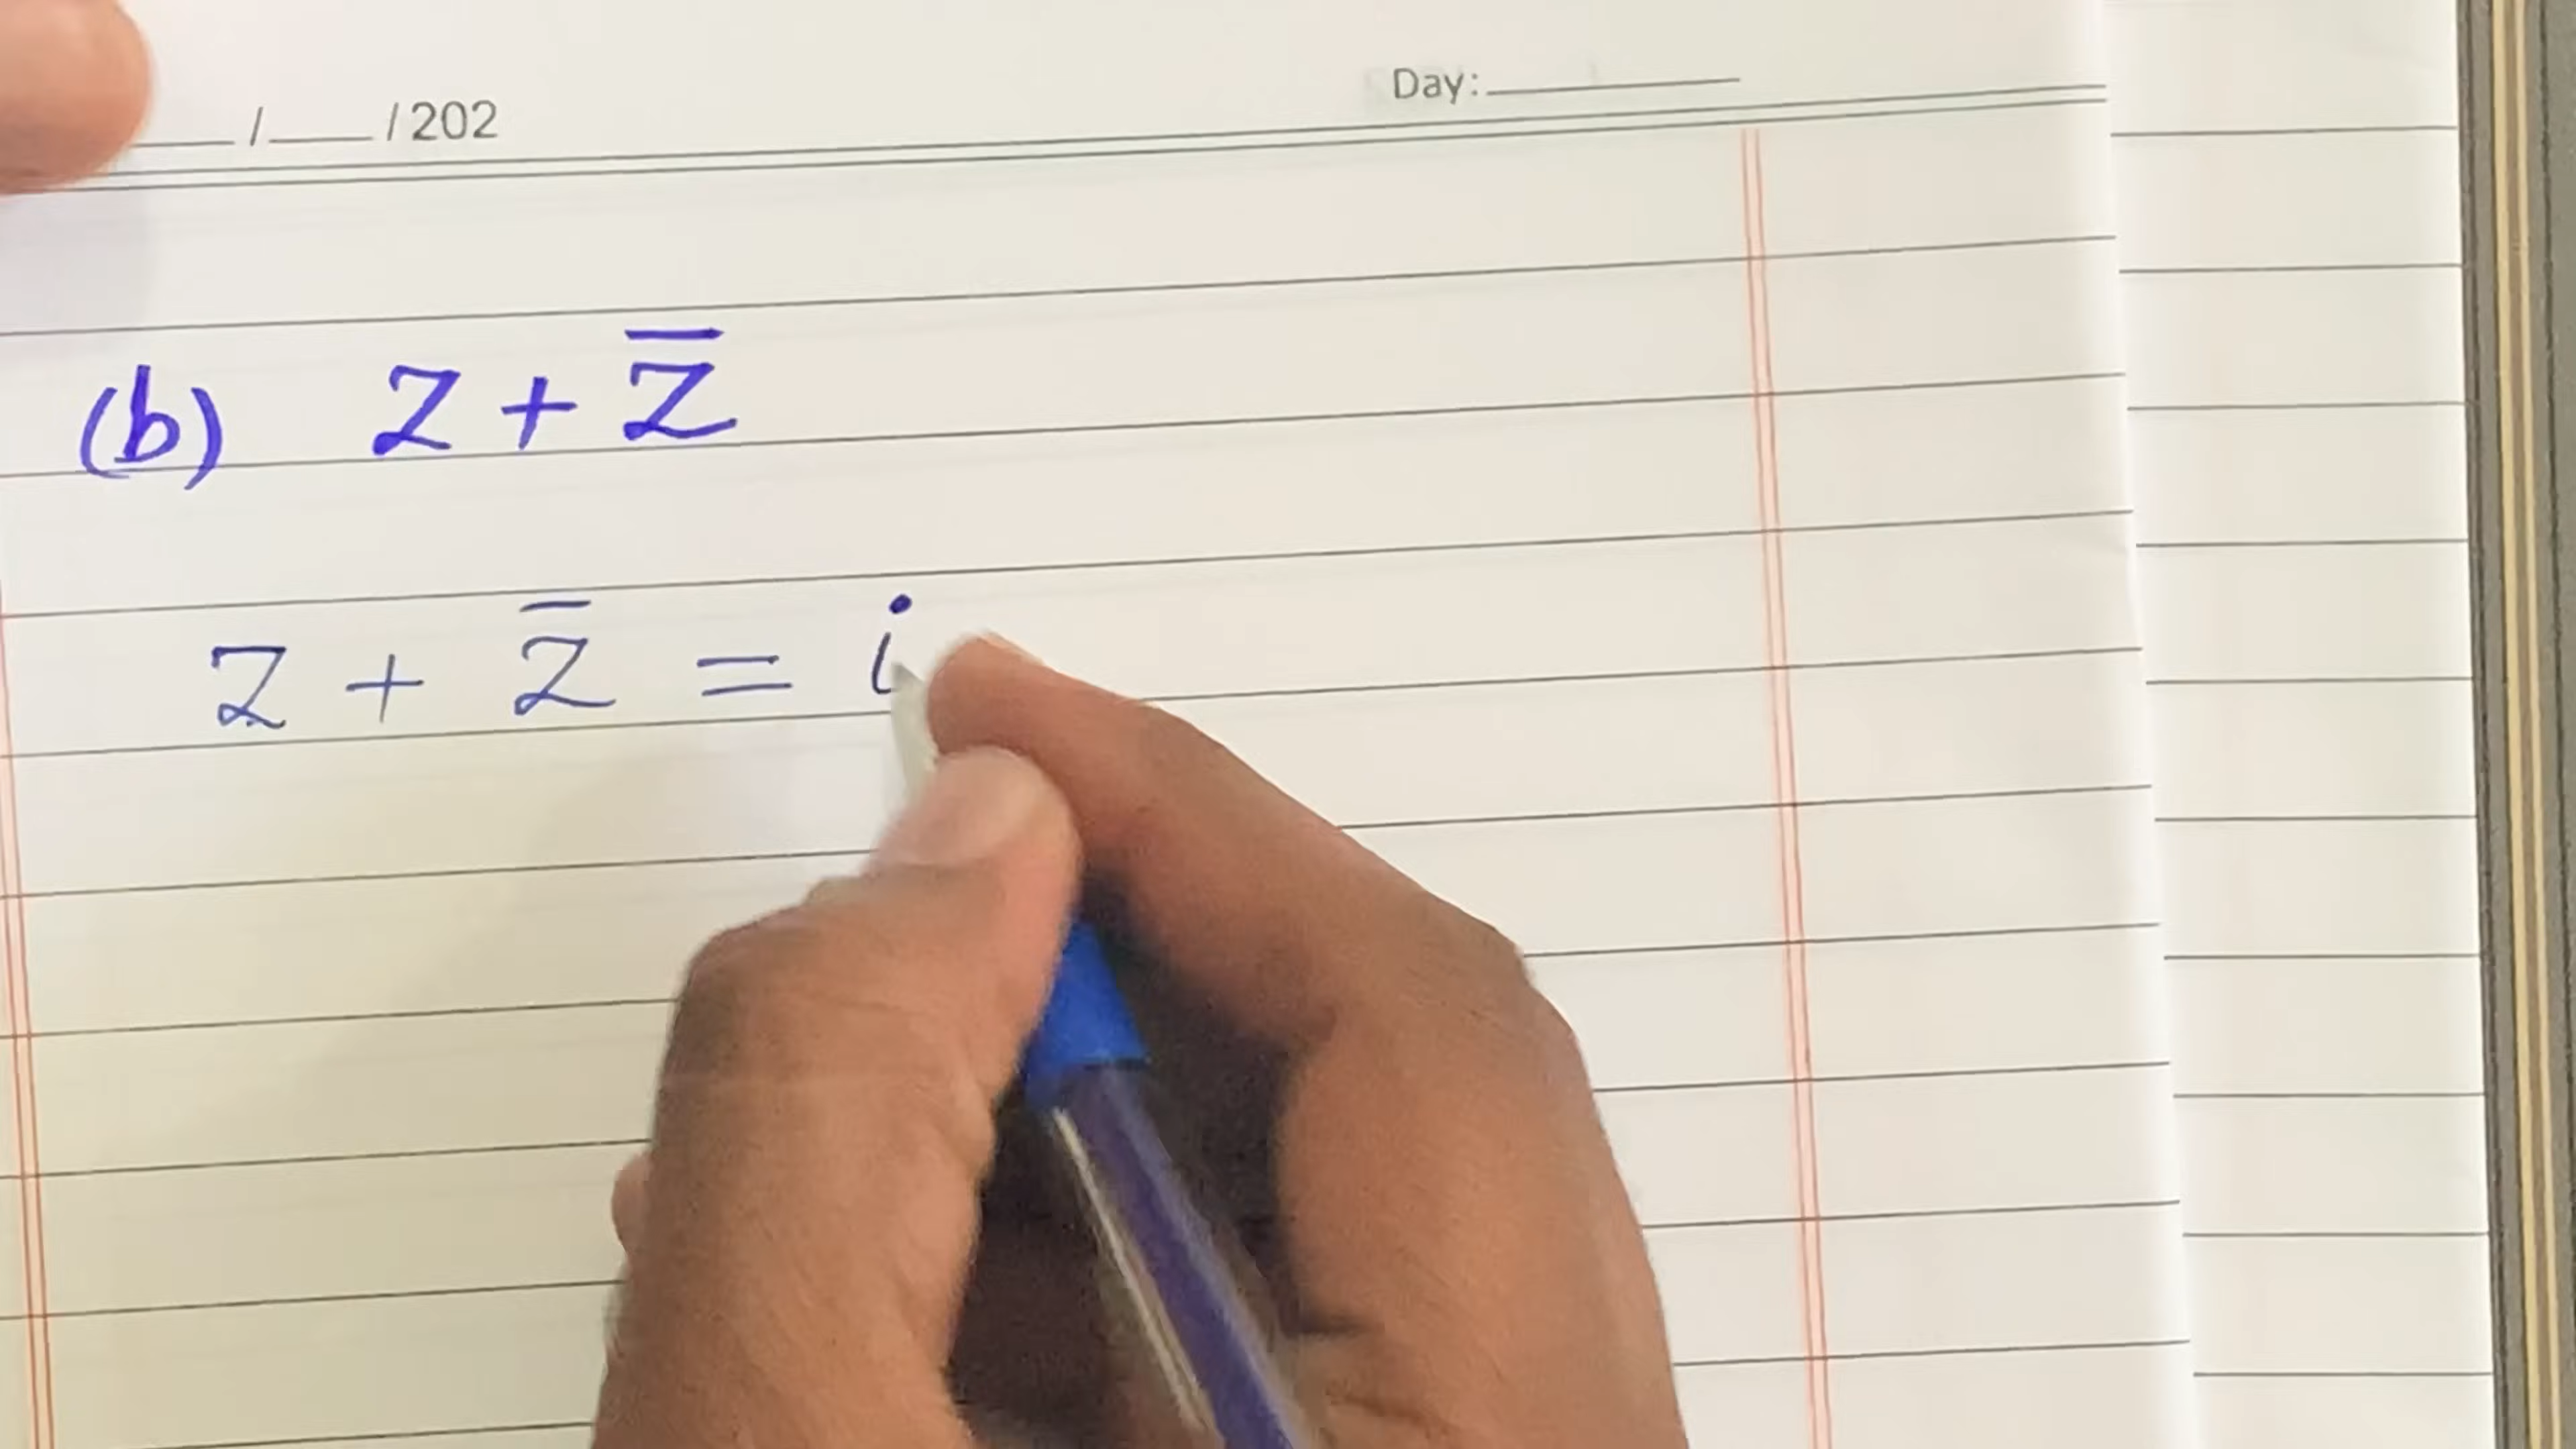 / /202
Day:
(b) z + z̅
z + z̅ = i